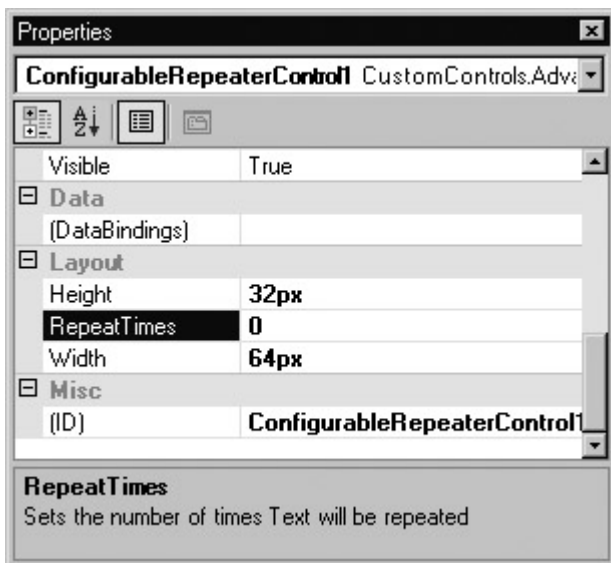 Properties
ConfigurableRepeaterControl1 CustomControls.Adva
Visible True
Data
(DataBindings)
Layout
Height 32px
RepeatTimes 0
Width 64px
Misc
(ID) ConfigurableRepeaterControl1
RepeatTimes
Sets the number of times Text will be repeated